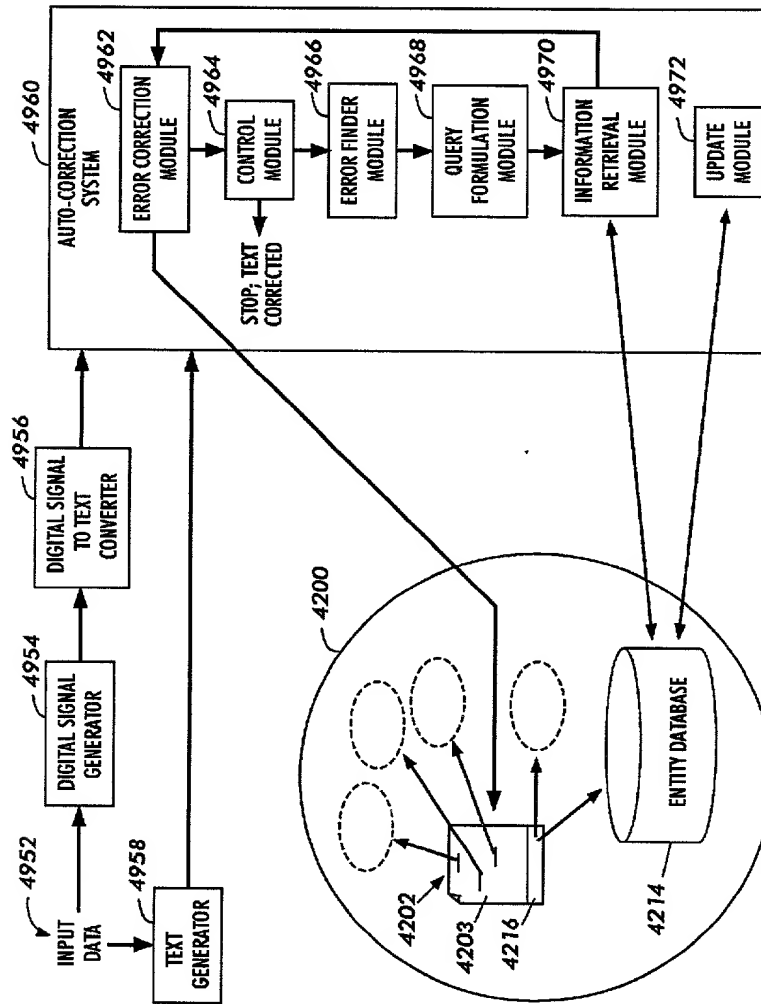 4952
INPUT
DATA
4954
DIGITAL SIGNAL
GENERATOR
4956
DIGITAL SIGNAL
TO TEXT
CONVERTER
4958
TEXT
GENERATOR
4960
AUTO-CORRECTION
SYSTEM
4962
ERROR CORRECTION
MODULE
4964
CONTROL
MODULE
STOP; TEXT
CORRECTED
4966
ERROR FINDER
MODULE
4968
QUERY
FORMULATION
MODULE
4970
INFORMATION
RETRIEVAL
MODULE
4972
UPDATE
MODULE
4200
4202
4203
4216
ENTITY DATABASE
4214